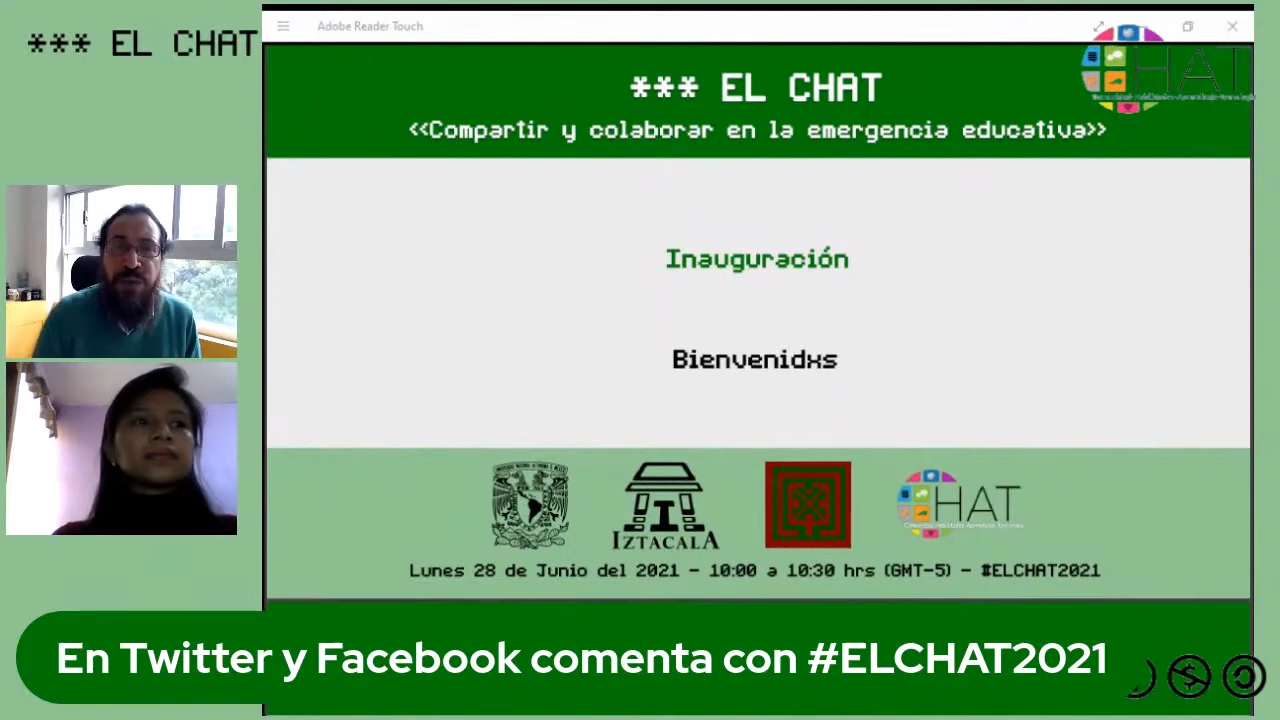 *** EL CHAT
Adobe Reader Touch
HAT
*** EL CHAT
<<Compartir y colaborar en la emergencia educativa>>
Inauguración
Bienvenidxs
IZTACALA
HAT
Lunes 28 de Junio del 2021 - 10:00 a 10:30 hrs (GMT-5) - #ELCHAT2021
En Twitter y Facebook comenta con #ELCHAT2021